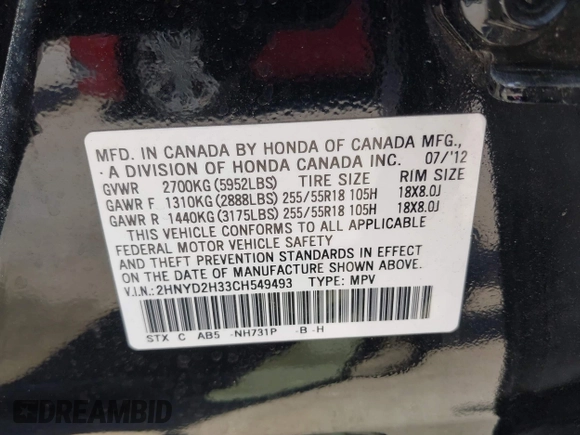 MFD. IN CANADA BY HONDA OF CANADA MFG.,
A DIVISION OF HONDA CANADA INC. 07/'12
GVWR 2700KG (5952LBS) TIRE SIZE RIM SIZE
GAWR F 1310KG (2888LBS) 255/55R18 105H 18X8.0J
GAWR R 1440KG (3175LBS) 255/55R18 105H 18X8.0J
THIS VEHICLE CONFORMS TO ALL APPLICABLE
FEDERAL MOTOR VEHICLE SAFETY
AND THEFT PREVENTION STANDARDS IN EFFECT
ON THE DATE OF MANUFACTURE SHOWN ABOVE.
V.I.N.: 2HNYD2H33CH549493 TYPE: MPV
STX C AB5 -NH731P -B -H
DREAMBID